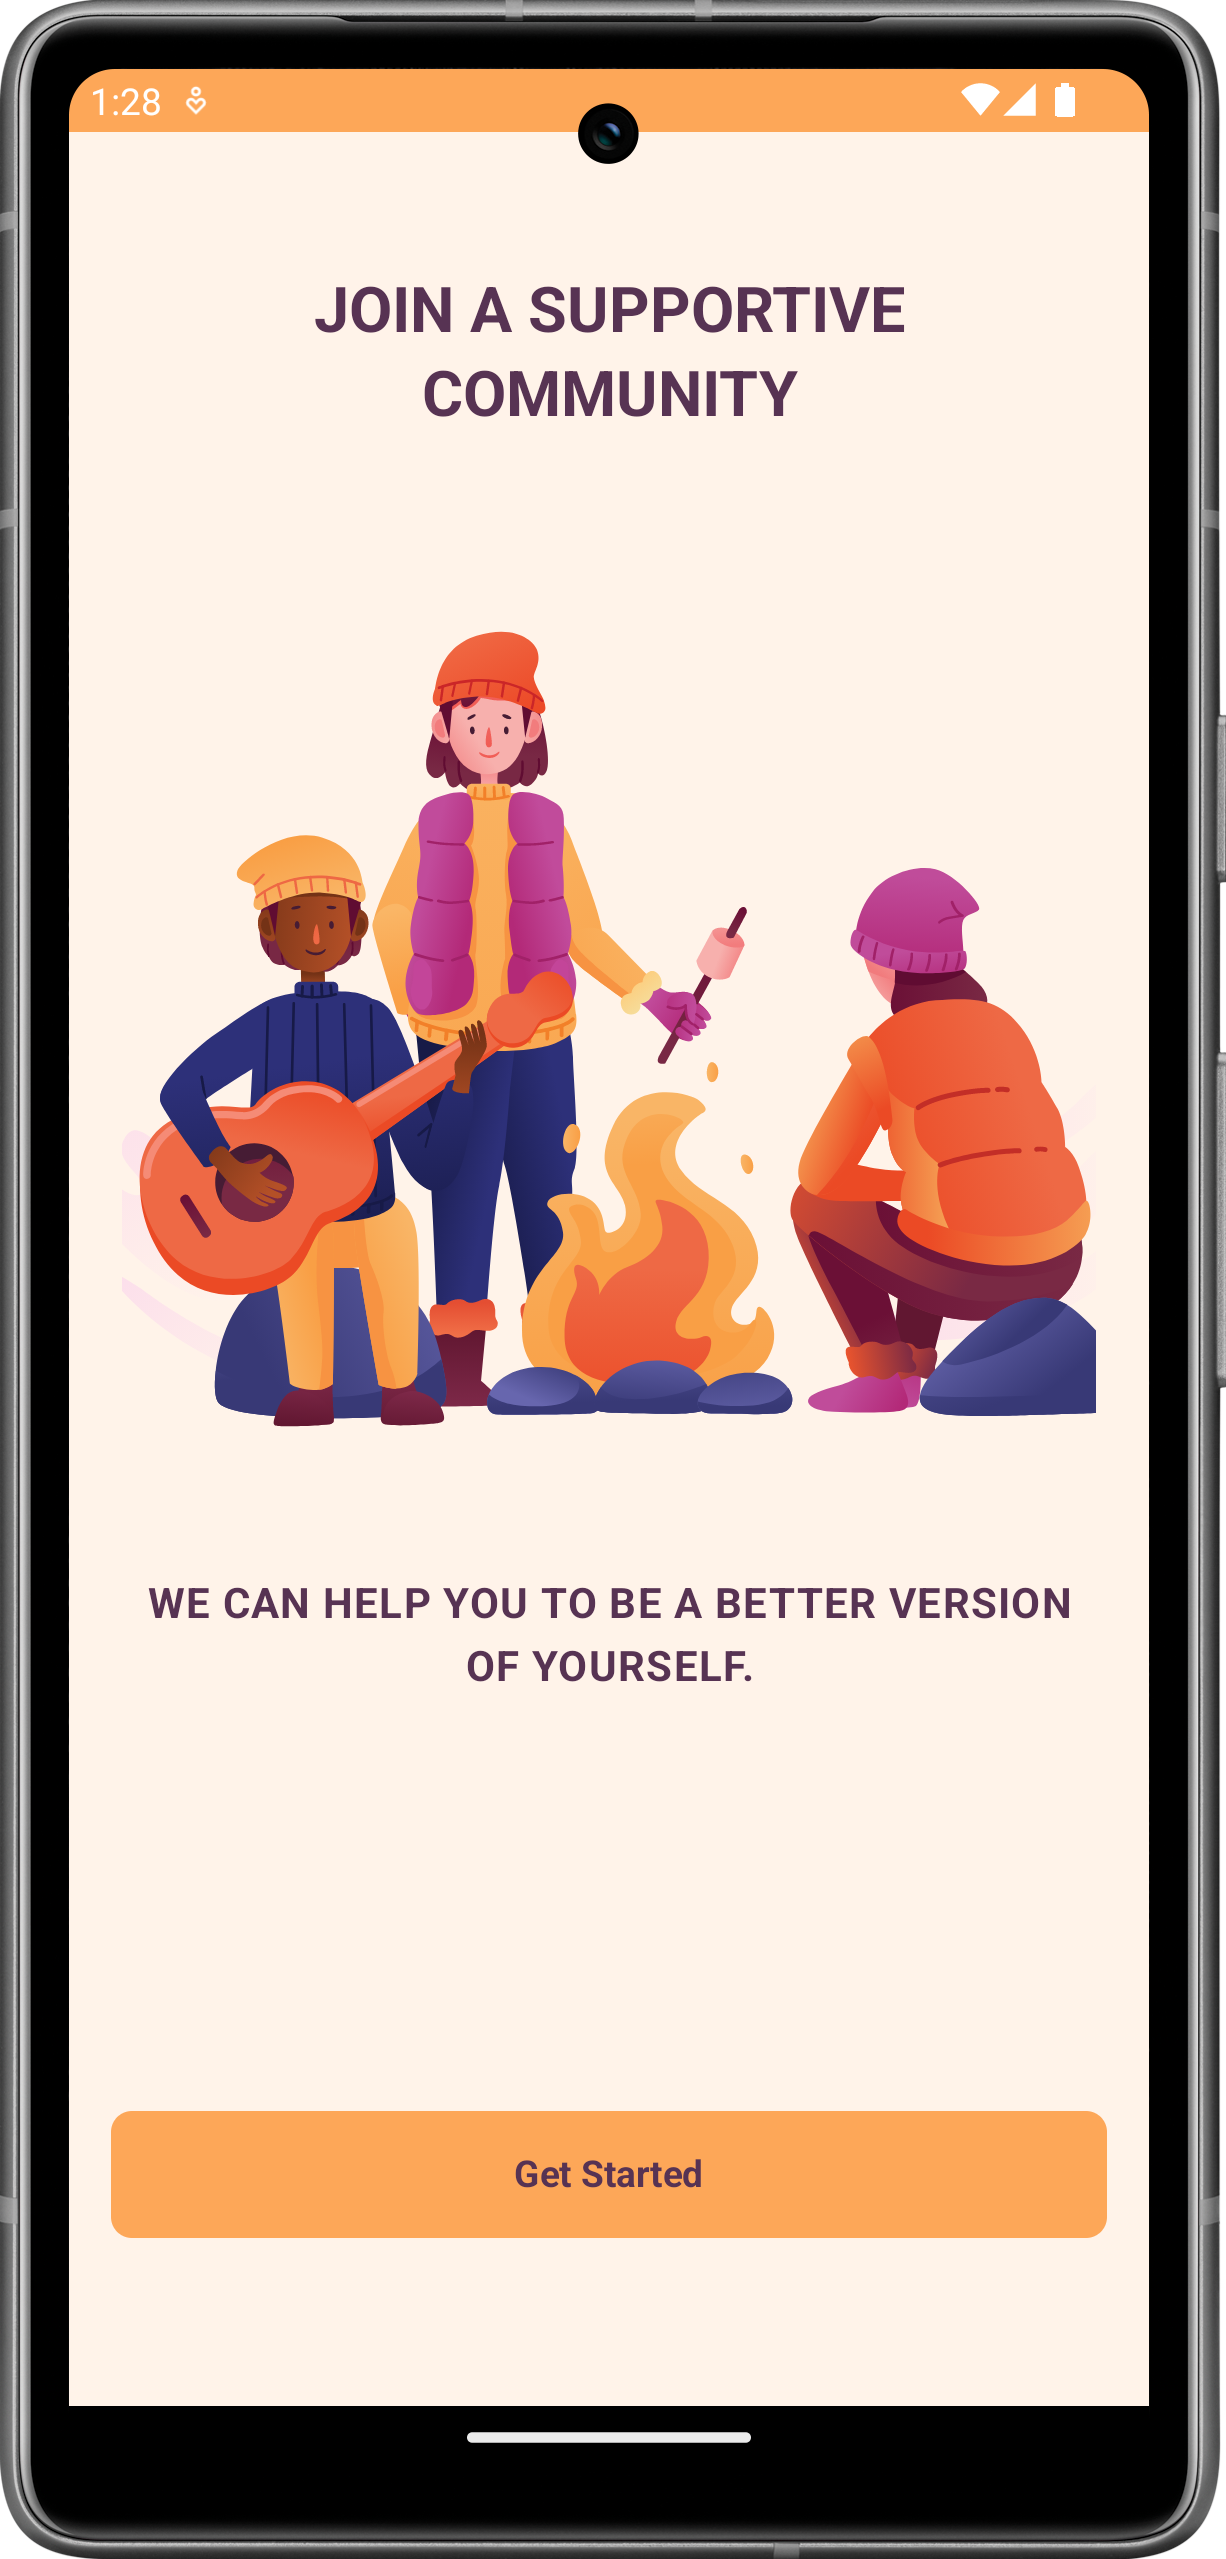 1:28
JOIN A SUPPORTIVE
COMMUNITY
WE CAN HELP YOU TO BE A BETTER VERSION
OF YOURSELF.
Get Started